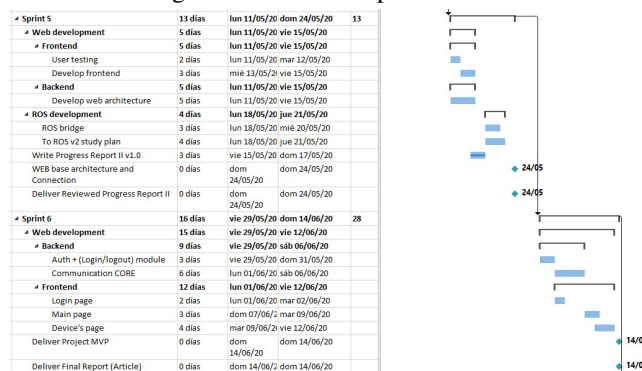 Sprint 5 13 días lun 11/05/20 dom 24/05/20 13
Web development 5 días lun 11/05/20 vie 15/05/20
Frontend 5 días lun 11/05/20 vie 15/05/20
User testing 2 días lun 11/05/20 mar 12/05/20
Develop frontend 3 días mié 13/05/20 vie 15/05/20
Backend 5 días lun 11/05/20 vie 15/05/20
Develop web architecture 5 días lun 11/05/20 vie 15/05/20
ROS development 4 días lun 18/05/20 jue 21/05/20
ROS bridge 3 días lun 18/05/20 mié 20/05/20
To ROS v2 study plan 4 días lun 18/05/20 jue 21/05/20
Write Progress Report II v1.0 3 días vie 15/05/20 dom 17/05/20
WEB base architecture and 0 días dom dom 24/05/20 24/05
Connection 24/05/20
Deliver Reviewed Progress Report II 0 días dom dom 24/05/20 24/05
24/05/20
Sprint 6 16 días vie 29/05/20 dom 14/06/20 28
Web development 15 días vie 29/05/20 vie 12/06/20
Backend 9 días vie 29/05/20 sáb 06/06/20
Auth + (Login/logout) module 3 días vie 29/05/20 dom 31/05/20
Communication CORE 6 días lun 01/06/20 sáb 06/06/20
Frontend 12 días lun 01/06/20 vie 12/06/20
Login page 2 días lun 01/06/20 mar 02/06/20
Main page 3 días dom 07/06/2 mar 09/06/20
Device's page 4 días mar 09/06/20 vie 12/06/20
Deliver Project MVP 0 días dom dom 14/06/20 14/0
14/06/20
Deliver Final Report (Article) 0 días dom 14/06/2 dom 14/06/20 14/0